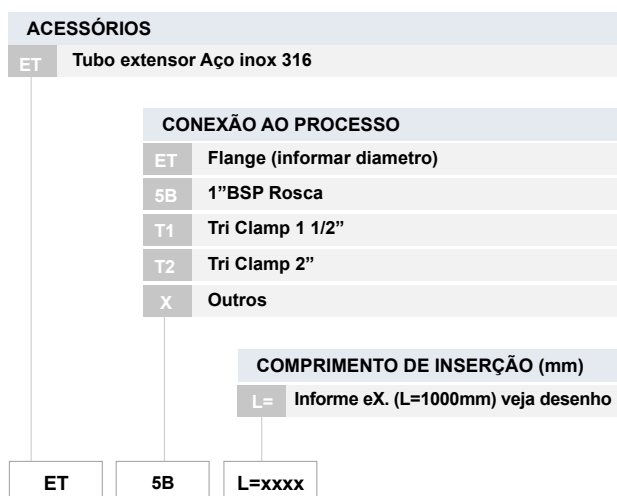 ACESSÓRIOS
ET Tubo extensor Aço inox 316
CONEXÃO AO PROCESSO
ET Flange (informar diametro)
5B 1”BSP Rosca
T1 Tri Clamp 1 1/2”
T2 Tri Clamp 2”
X Outros
COMPRIMENTO DE INSERÇÃO (mm)
L= Informe eX. (L=1000mm) veja desenho
ET 5B L=xxxx